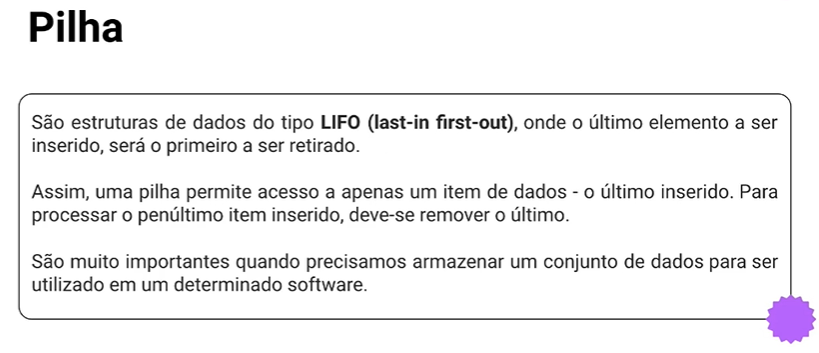 Pilha
São estruturas de dados do tipo LIFO (last-in first-out), onde o último elemento a ser
inserido, será o primeiro a ser retirado.
Assim, uma pilha permite acesso a apenas um item de dados - o último inserido. Para
processar o penúltimo item inserido, deve-se remover o último.
São muito importantes quando precisamos armazenar um conjunto de dados para ser
utilizado em um determinado software.